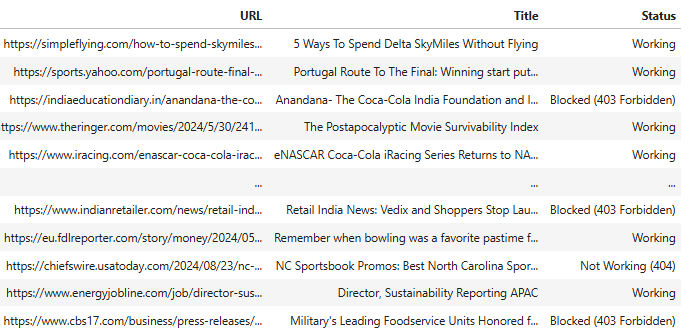 URL Title Status
https://simpleflying.com/how-to-spend-skymiles... 5 Ways To Spend Delta SkyMiles Without Flying Working
https://sports.yahoo.com/portugal-route-final-... Portugal Route To The Final: Winning start put... Working
https://indiaeducationdiary.in/anandana-the-co... Anandana- The Coca-Cola India Foundation and I... Blocked (403 Forbidden)
ttps://www.theringer.com/movies/2024/5/30/241... The Postapocalyptic Movie Survivability Index Working
https://www.iracing.com/enascar-coca-cola-irac... eNASCAR Coca-Cola iRacing Series Returns to NA... Working
... ... ...
https://www.indianretailer.com/news/retail-ind... Retail India News: Vedix and Shoppers Stop Lau... Blocked (403 Forbidden)
https://eu.fdlreporter.com/story/money/2024/05... Remember when bowling was a favorite pastime f... Working
https://chiefswire.usatoday.com/2024/08/23/nc-... NC Sportsbook Promos: Best North Carolina Spor... Not Working (404)
https://www.energyjobline.com/job/director-sus... Director, Sustainability Reporting APAC Working
https://www.cbs17.com/business/press-releases/... Military's Leading Foodservice Units Honored f... Blocked (403 Forbidden)